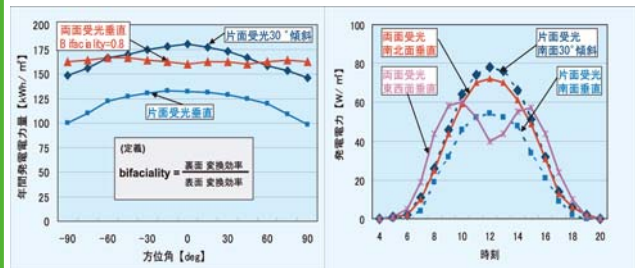 年間発電電力量【kWh/㎡】
200
175
150
125
100
75
50
25
0
両面受光垂直
Bifaciality=0.8
片面受光30°傾斜
片面受光垂直
(定義)
bifaciality = 裏面 変換効率
表面 変換効率
-90
-60
-30
0
30
60
90
方位角【deg】
発電電力【W/㎡】
100
80
60
40
20
0
両面受光
南北面垂直
片面受光
南面30°傾斜
両面受光
東西面垂直
片面受光
南面垂直
4
6
8
10
12
14
16
18
20
時刻